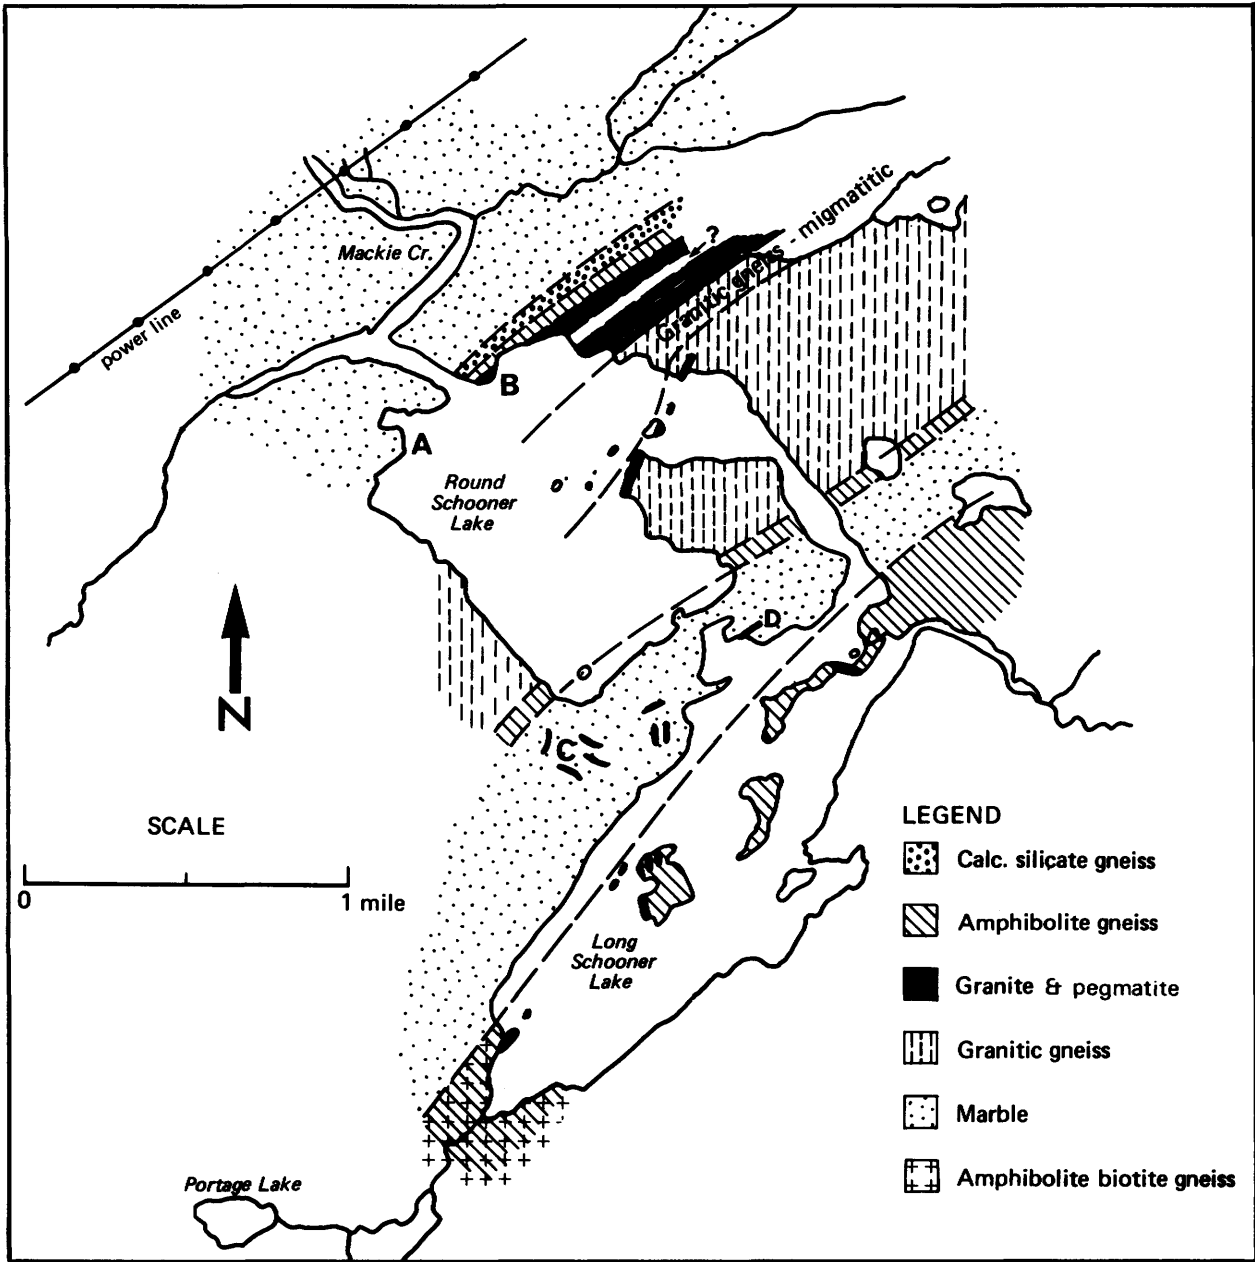 Mackie Cr.
power line
?
Granitic gneiss - migmatitic
B
A
Round
Schooner
Lake
D
C
N
SCALE
0 1 mile
Long
Schooner
Lake
Portage Lake
LEGEND
Calc. silicate gneiss
Amphibolite gneiss
Granite & pegmatite
Granitic gneiss
Marble
Amphibolite biotite gneiss